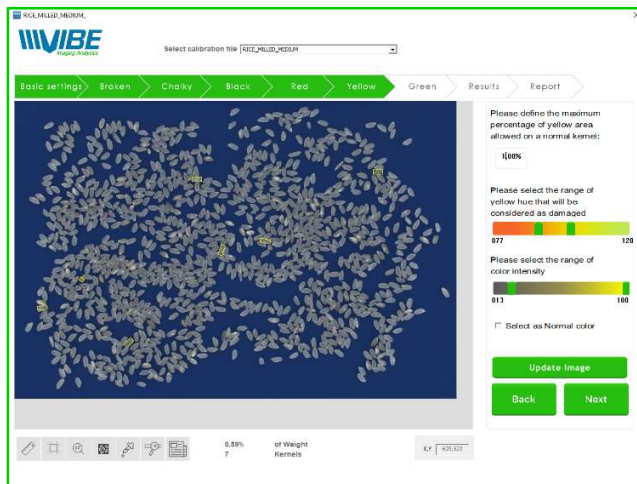 RICE_MILLED_MEDIUM_
VIBE
Imaging Analytics
Select calibration file RICE_MILLED_MEDIUM
Basic settings Broken Chalky Black Red Yellow Green Results Report
Please define the maximum
percentage of yellow area
allowed on a normal kernel:
1.00%
Please select the range of
yellow hue that will be
considered as damaged
077 120
Please select the range of
color intensity
013 100
Select as Normal color
Update Image
Back Next
0.59% of Weight
7 Kernels
X,Y